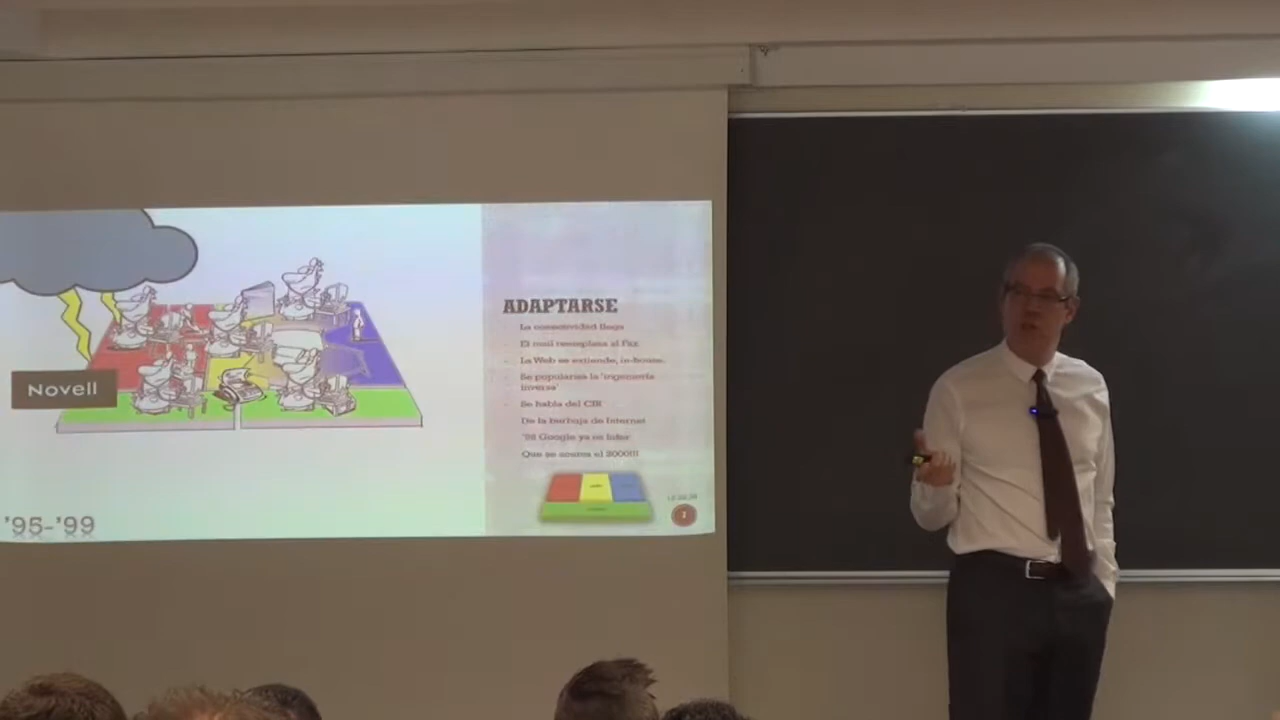 Novell
'95-'99
ADAPTARSE
La conectividad llega
El mail reemplaza al Fax
La Web se extiende, in-house.
Se populariza la 'ingeniería
inversa'
Se habla del CIR
De la burbuja de Internet
'98 Google ya es líder
Que se acerca el 2000!!!